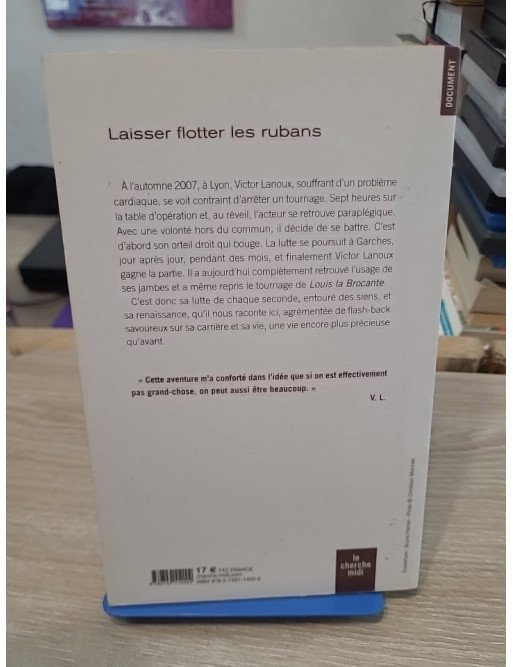 DOCUMENT
Laisser flotter les rubans
À l'automne 2007, à Lyon, Victor Lanoux, souffrant d'un problème
cardiaque, se voit contraint d'arrêter un tournage. Sept heures sur
la table d'opération et, au réveil, l'acteur se retrouve paraplégique.
Avec une volonté hors du commun, il décide de se battre. C'est
d'abord son orteil droit qui bouge. La lutte se poursuit à Garches,
jour après jour, pendant des mois, et finalement Victor Lanoux
gagne la partie. Il a aujourd'hui complètement retrouvé l'usage de
ses jambes et a même repris le tournage de Louis la Brocante.
C'est donc sa lutte de chaque seconde, entouré des siens, et
sa renaissance, qu'il nous raconte ici, agrémentée de flash-back
savoureux sur sa carrière et sa vie, une vie encore plus précieuse
qu'avant.
« Cette aventure m'a conforté dans l'idée que si on est effectivement
pas grand-chose, on peut aussi être beaucoup. »
V. L.
17 € TTC FRANCE
le
cherche
midi